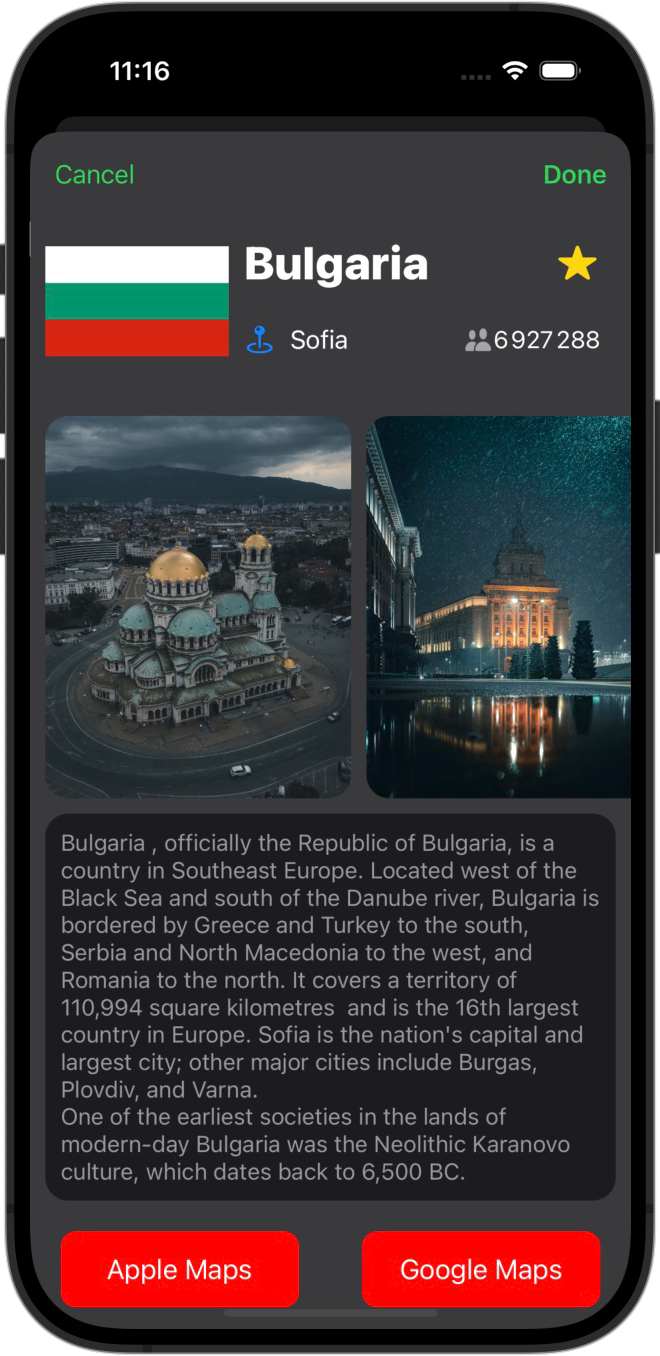 11:16
Cancel
Done
Bulgaria
Sofia
6 927 288
Bulgaria , officially the Republic of Bulgaria, is a
country in Southeast Europe. Located west of the
Black Sea and south of the Danube river, Bulgaria is
bordered by Greece and Turkey to the south,
Serbia and North Macedonia to the west, and
Romania to the north. It covers a territory of
110,994 square kilometres  and is the 16th largest
country in Europe. Sofia is the nation's capital and
largest city; other major cities include Burgas,
Plovdiv, and Varna.
One of the earliest societies in the lands of
modern-day Bulgaria was the Neolithic Karanovo
culture, which dates back to 6,500 BC.
Apple Maps
Google Maps